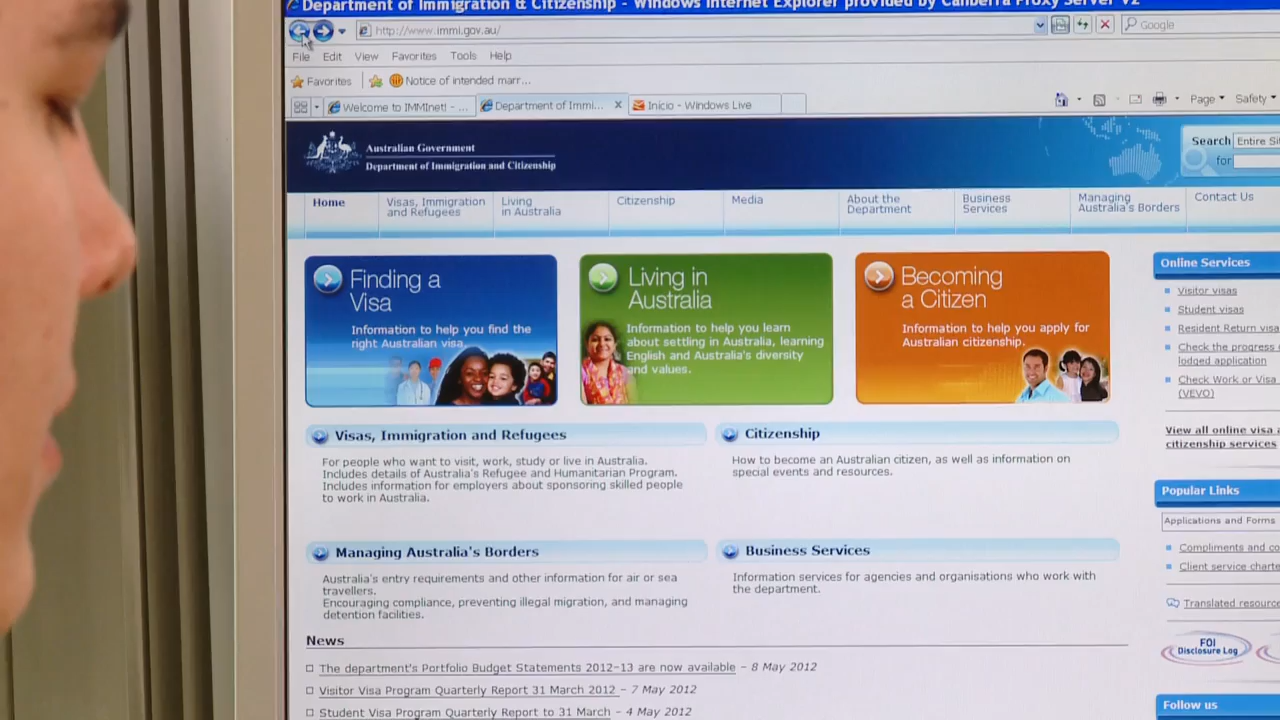 Department of Immigration & Citizenship - Windows Internet Explorer provided by Canberra Proxy Server V2
http://www.immi.gov.au/
Google
File Edit View Favorites Tools Help
Favorites
Notice of intended marr...
Welcome to IMMInet! - ...
Department of Immi...
Inicio - Windows Live
Page
Safety
Australian Government
Department of Immigration and Citizenship
Search
Entire Si
for
Home
Visas, Immigration
and Refugees
Living
in Australia
Citizenship
Media
About the
Department
Business
Services
Managing
Australia's Borders
Contact Us
Finding a
Visa
Information to help you find the
right Australian visa.
Living in
Australia
Information to help you learn
about settling in Australia, learning
English and Australia's diversity
and values.
Becoming
a Citizen
Information to help you apply for
Australian citizenship.
Online Services
Visitor visas
Student visas
Resident Return visa
Check the progress o
lodged application
Check Work or Visa
(VEVO)
View all online visa a
citizenship services
Visas, Immigration and Refugees
For people who want to visit, work, study or live in Australia.
Includes details of Australia's Refugee and Humanitarian Program.
Includes information for employers about sponsoring skilled people
to work in Australia.
Citizenship
How to become an Australian citizen, as well as information on
special events and resources.
Managing Australia's Borders
Australia's entry requirements and other information for air or sea
travellers.
Encouraging compliance, preventing illegal migration, and managing
detention facilities.
Business Services
Information services for agencies and organisations who work with
the department.
Popular Links
Applications and Forms
Compliments and co
Client service charte
Translated resource
FOI
Disclosure Log
Follow us
News
The department's Portfolio Budget Statements 2012-13 are now available - 8 May 2012
Visitor Visa Program Quarterly Report 31 March 2012 - 7 May 2012
Student Visa Program Quarterly Report to 31 March - 4 May 2012